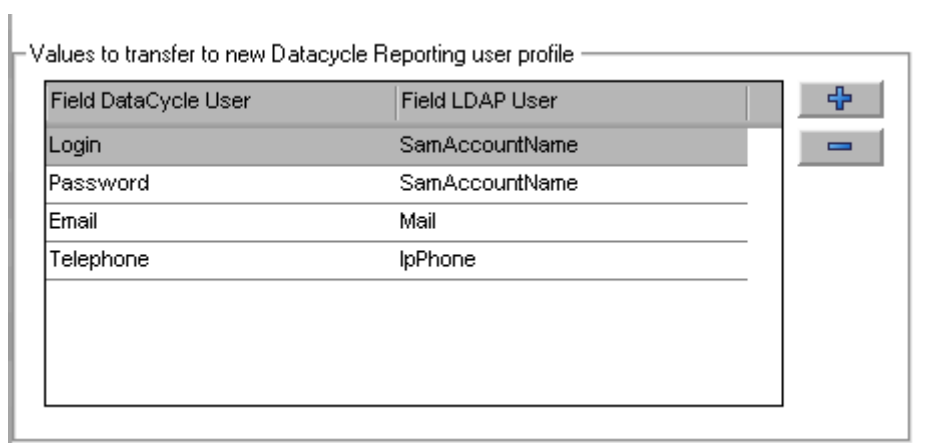 Values to transfer to new Datacycle Reporting user profile
Field DataCycle User Field LDAP User
Login SamAccountName
Password SamAccountName
Email Mail
Telephone IpPhone